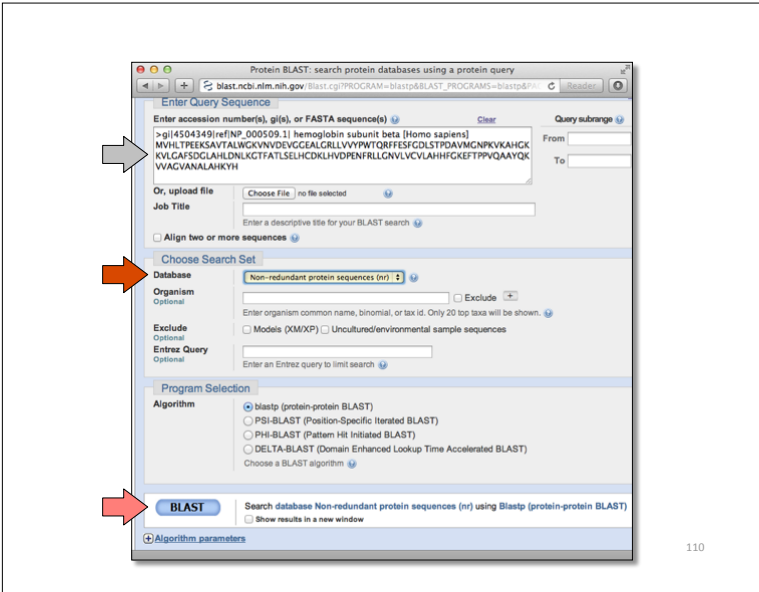 Protein BLAST: search protein databases using a protein query
blast.ncbi.nlm.nih.gov/Blast.cgi?PROGRAM=blastp&BLAST_PROGRAMS=blastp&PA
Reader
Enter Query Sequence
Enter accession number(s), gi(s), or FASTA sequence(s)
Clear
Query subrange
>gi|4504349|ref|NP_000509.1| hemoglobin subunit beta [Homo sapiens]
MVHLTPEEKSAVTALWGKVNVDEVGGEALGRLLVVYPWTQRFFESFGDLSTPDAVMGNPKVKAHGK
KVLGAFSDGLAHLDNLKGTFATLSELHCDKLHVDPENFRLLGNVLVCVLAHHFGKEFTPPVQAAYQK
VVAGVANALAHKYH
From
To
Or, upload file
Choose File no file selected
Job Title
Enter a descriptive title for your BLAST search
Align two or more sequences
Choose Search Set
Database
Non-redundant protein sequences (nr)
Organism
Optional
Exclude +
Enter organism common name, binomial, or tax id. Only 20 top taxa will be shown.
Exclude
Optional
Models (XM/XP) Uncultured/environmental sample sequences
Entrez Query
Optional
Enter an Entrez query to limit search
Program Selection
Algorithm
blastp (protein-protein BLAST)
PSI-BLAST (Position-Specific Iterated BLAST)
PHI-BLAST (Pattern Hit Initiated BLAST)
DELTA-BLAST (Domain Enhanced Lookup Time Accelerated BLAST)
Choose a BLAST algorithm
BLAST
Search database Non-redundant protein sequences (nr) using Blastp (protein-protein BLAST)
Show results in a new window
Algorithm parameters
110